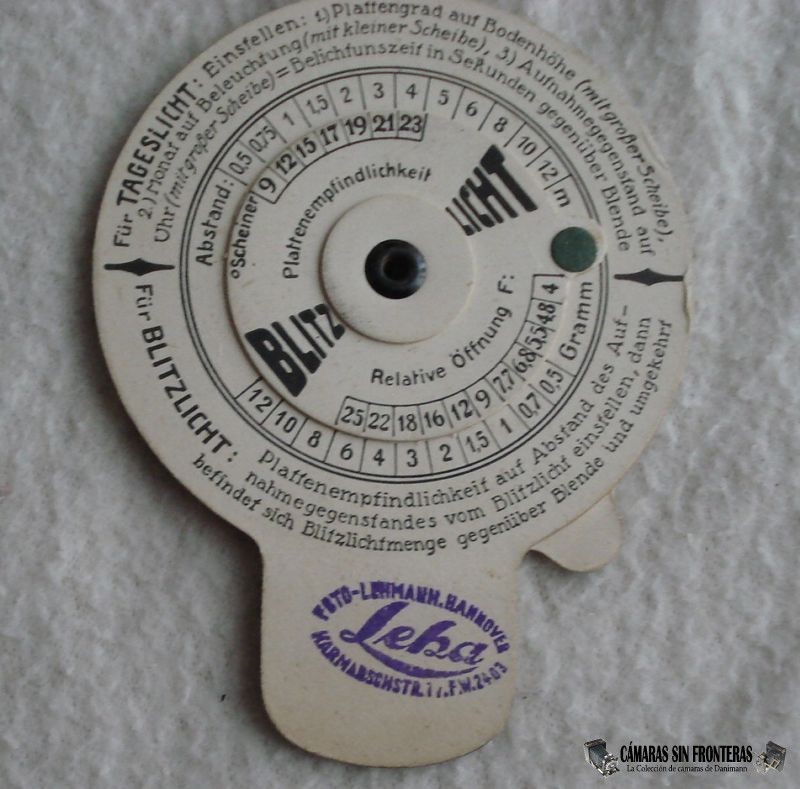 Für TAGESLICHT: Einstellen: 1) Plattengrad auf Bodenhöhe (mit großer Scheibe),
2.) Monat auf Beleuchtung (mit kleiner Scheibe), 3) Aufnahmegegenstand auf
Uhr (mit großer Scheibe) = Belichtunszeit in Sekunden gegenüber Blende
Abstand: 0,5 0,75 1 1,5 2 3 4 5 6 8 10 12 m
°Scheiner 9 12 15 17 19 21 23
Plattenempfindlichkeit
BLITZ LICHT
Relative Öffnung F:
25 22 18 16 12 9 7,7 6,8 5,5 4,8 4
12 10 8 6 4 3 2 1,5 1 0,7 0,5 Gramm
Für BLITZLICHT: Plattenempfindlichkeit auf Abstand des Auf-
nahmegegenstandes vom Blitzlicht einstellen, dann
befindet sich Blitzlichtmenge gegenüber Blende und umgekehrt
FOTO-LEHMANN. HANNOVER
Leha
KARMARSCHSTR. 17. F.W. 2403
CÁMARAS SIN FRONTERAS
La Colección de cámaras de Danimann